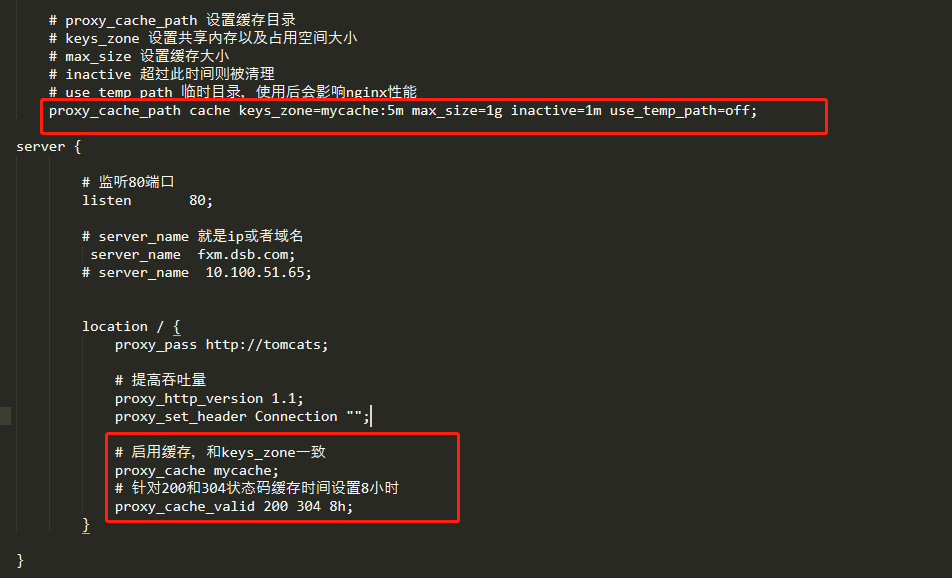 # proxy_cache_path 设置缓存目录
# keys_zone 设置共享内存以及占用空间大小
# max_size 设置缓存大小
# inactive 超过此时间则被清理
# use_temp_path 临时目录，使用后会影响nginx性能
proxy_cache_path cache keys_zone=mycache:5m max_size=1g inactive=1m use_temp_path=off;
server {
# 监听80端口
listen       80;
# server_name 就是ip或者域名
server_name  fxm.dsb.com;
# server_name  10.100.51.65;
location / {
proxy_pass http://tomcats;
# 提高吞吐量
proxy_http_version 1.1;
proxy_set_header Connection "";
# 启用缓存，和keys_zone一致
proxy_cache mycache;
# 针对200和304状态码缓存时间设置8小时
proxy_cache_valid 200 304 8h;
}
}